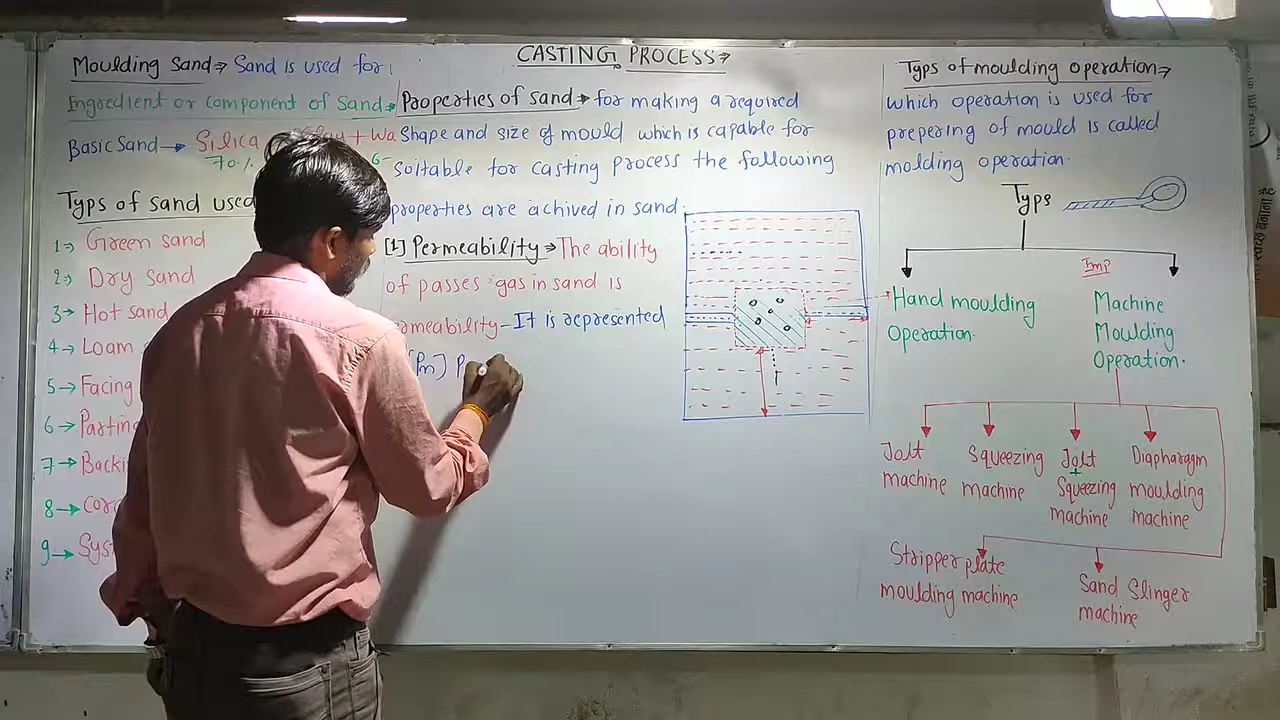 CASTING PROCESS→
Moulding Sand→ Sand is used for
Ingredient or component of Sand→
Basic Sand→ Silica Clay + Wa
70%
Typs of sand used
1→ Green sand
2→ Dry sand
3→ Hot sand
4→ Loam
5→ Facing
6→ Parting
7→ Backi
8→ Cor
9→ Syst
Properties of sand→ for making a required
Shape and size of mould which is capable for
Soitable for casting process the following
properties are achived in sand.
[1] Permeability→ The ability
of passes gas in sand is
rmeability- It is represented
(Pn) P
Typs of moulding operation→
which operation is used for
prepering of mould is called
molding operation.
Typs
Imp
Hand moulding
Operation.
Machine
Moulding
Operation.
Jalt
machine
Squeezing
machine
Jolt
+
Squeezing
machine
Diapharagm
moulding
machine
Stripper plate
moulding machine
Sand Slinger
machine